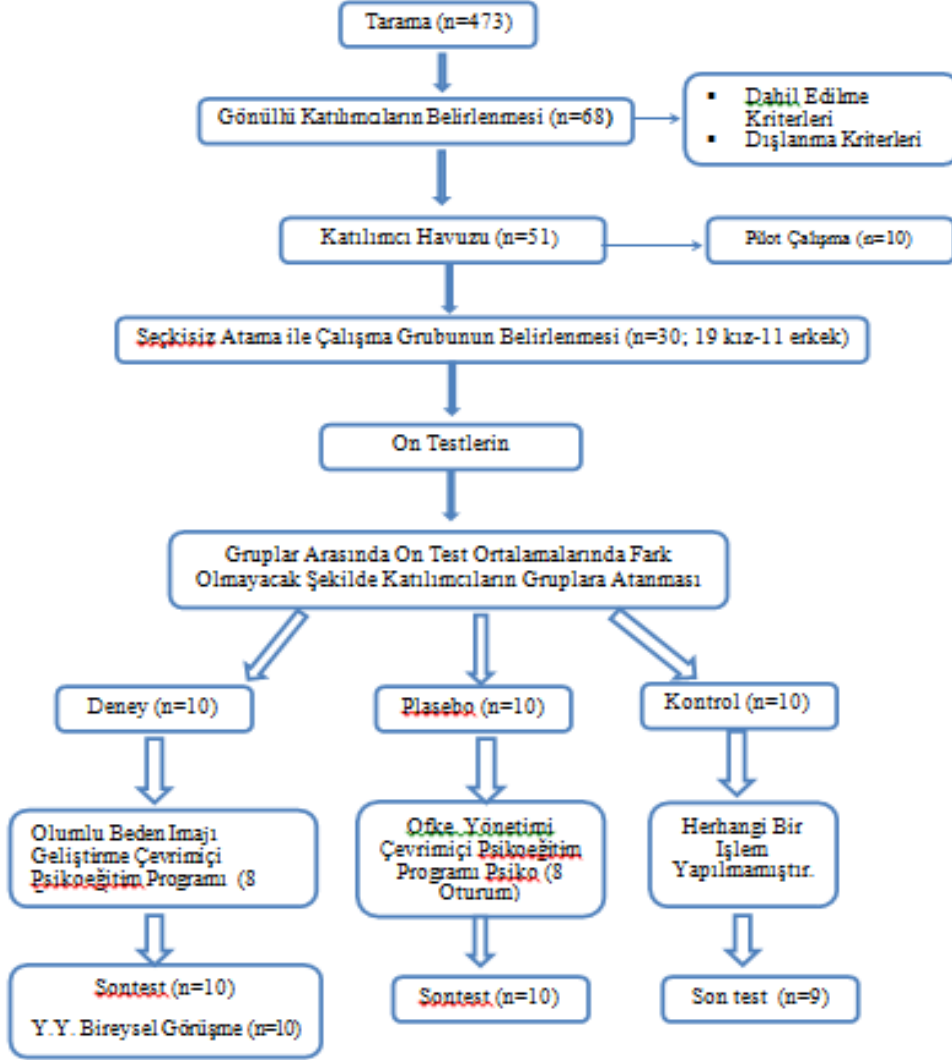 Tarama (n=473)
Gönüllü Katılımcıların Belirlenmesi (n=68)
▪ Dahil Edilme
Kriterleri
▪ Dışlanma Kriterleri
Katılımcı Havuzu (n=51)
Pilot Çalışma (n=10)
Seçkisiz Atama ile Çalışma Grubunun Belirlenmesi (n=30; 19 kız-11 erkek)
On Testlerin
Gruplar Arasında On Test Ortalamalarında Fark
Olmayacak Şekilde Katılımcıların Gruplara Atanması
Deney (n=10)
Plasebo (n=10)
Kontrol (n=10)
Olumlu Beden Imajı
Geliştirme Çevrimiçi
Psikoeğitim Programı (8
Ofke Yönetimi
Çevrimiçi Psikoeğitim
Programı Psiko (8
Oturum)
Herhangi Bir
İşlem
Yapılmamıştır.
Sontest (n=10)
Y.Y. Bireysel Görüşme (n=10)
Sontest (n=10)
Son test (n=9)